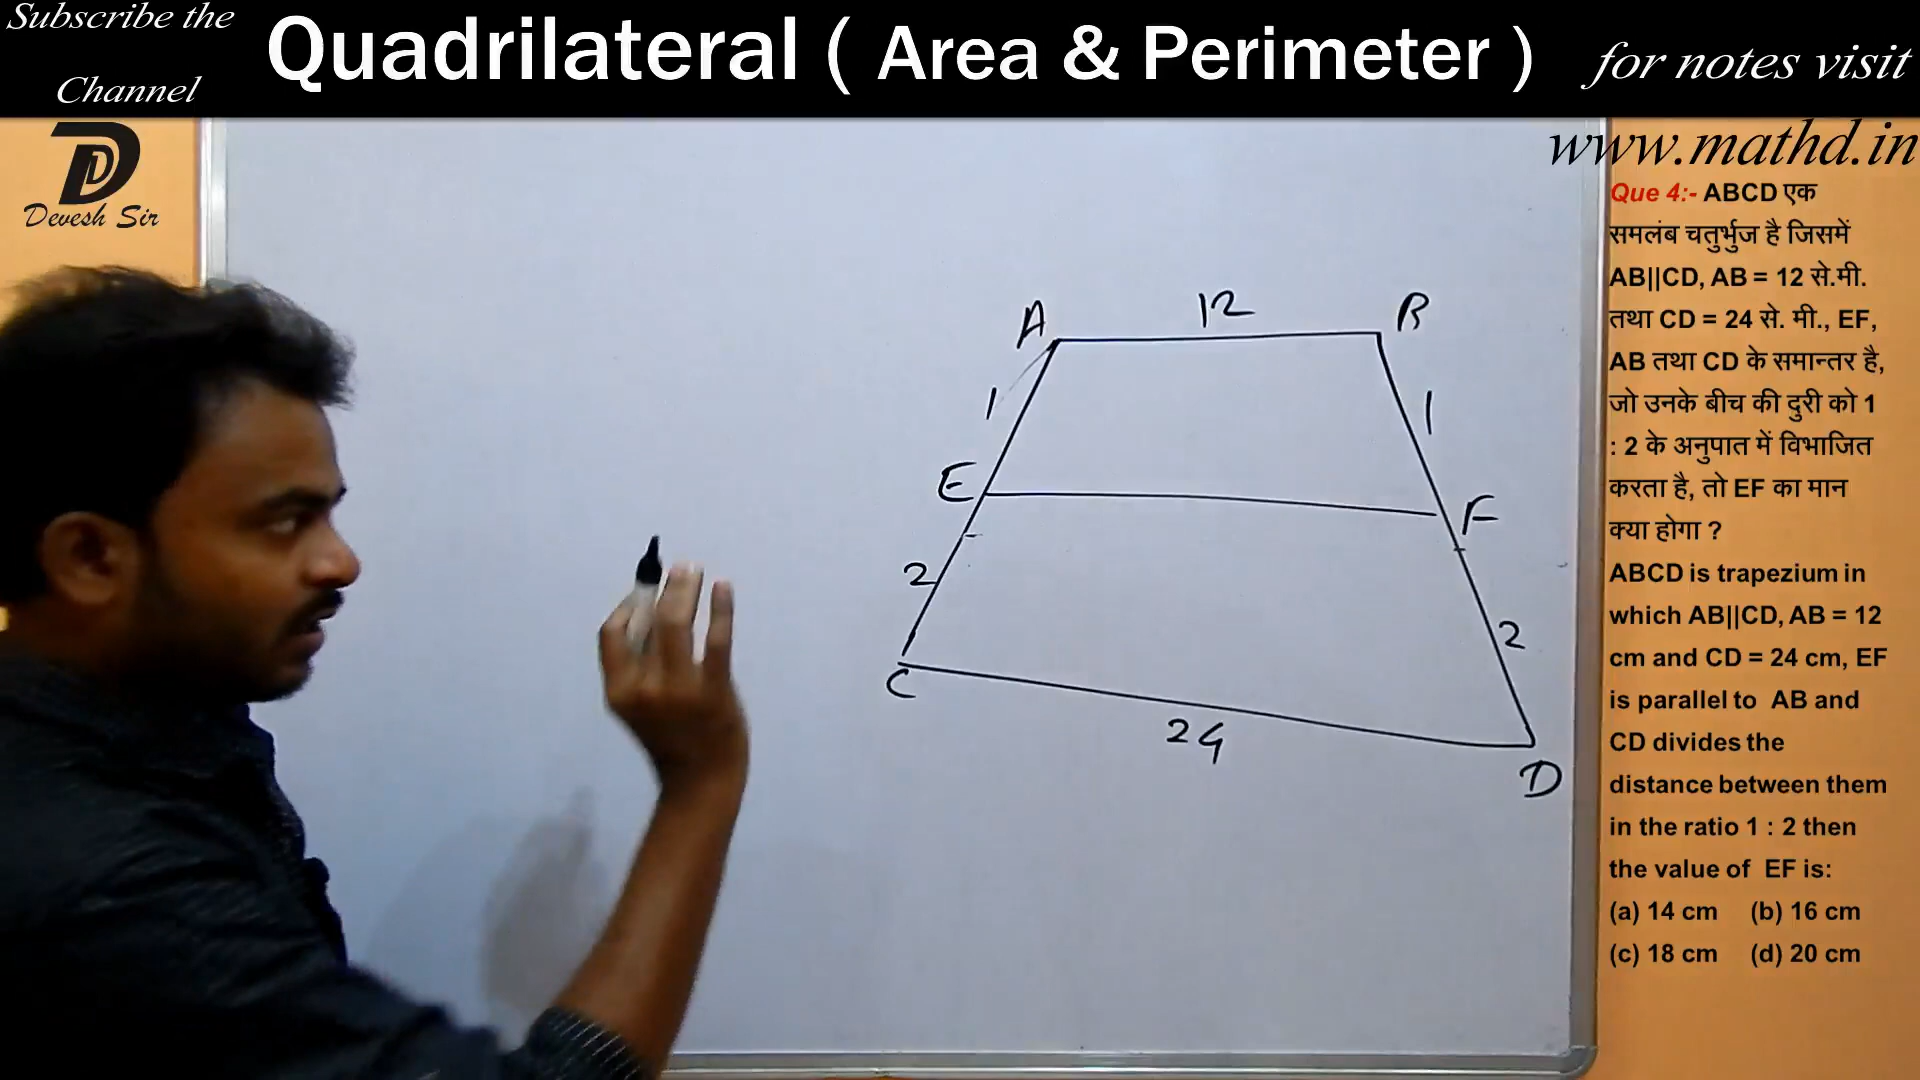 Subscribe the
Channel
Quadrilateral ( Area & Perimeter )
for notes visit
www.mathd.in
D
Devesh Sir
Que 4:- ABCD एक
समलंब चतुर्भुज है जिसमें
AB||CD, AB = 12 से.मी.
तथा CD = 24 से. मी., EF,
AB तथा CD के समान्तर है,
जो उनके बीच की दुरी को 1
: 2 के अनुपात में विभाजित
करता है, तो EF का मान
क्या होगा ?
ABCD is trapezium in
which AB||CD, AB = 12
cm and CD = 24 cm, EF
is parallel to AB and
CD divides the
distance between them
in the ratio 1 : 2 then
the value of EF is:
(a) 14 cm (b) 16 cm
(c) 18 cm (d) 20 cm
A 12 B
1 1
E F
2 2
C
24
D